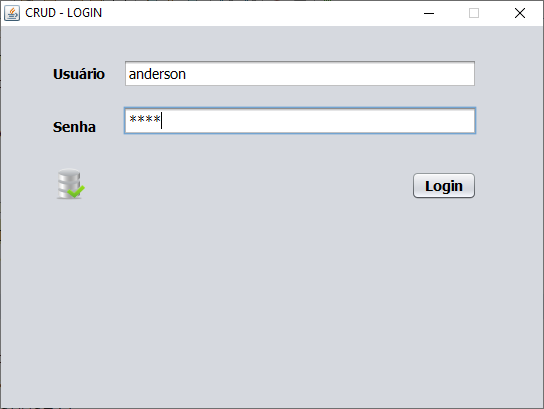 CRUD - LOGIN
Usuário anderson
Senha ****
Login